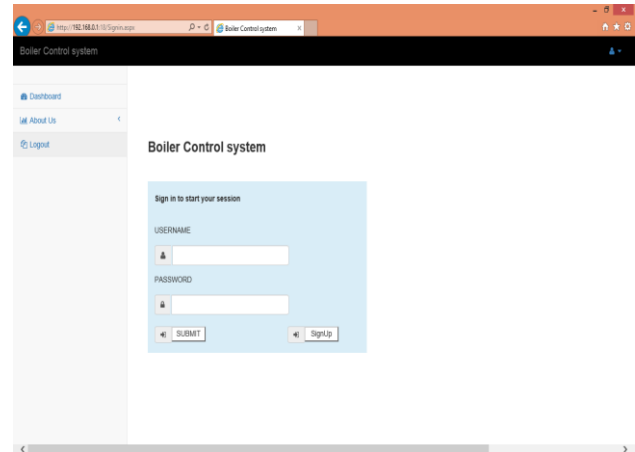 http://192.168.0.1:10/Signin.aspx
Boiler Control system
Boiler Control system
Dashboard
About Us
Logout
Boiler Control system
Sign in to start your session
USERNAME
PASSWORD
SUBMIT
SignUp